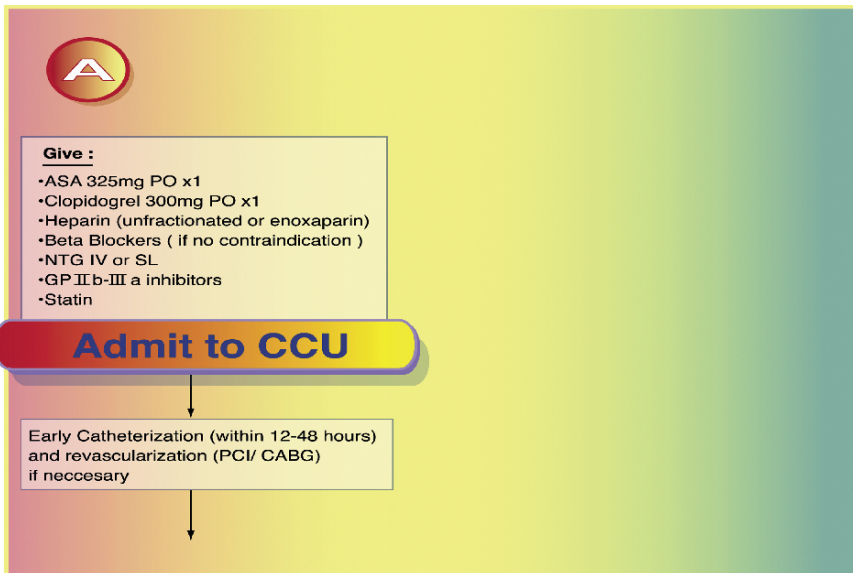 A
Give :
•ASA 325mg PO x1
•Clopidogrel 300mg PO x1
•Heparin (unfractionated or enoxaparin)
•Beta Blockers ( if no contraindication )
•NTG IV or SL
•GPⅡb-Ⅲ a inhibitors
•Statin
Admit to CCU
Early Catheterization (within 12-48 hours)
and revascularization (PCI/ CABG)
if neccesary